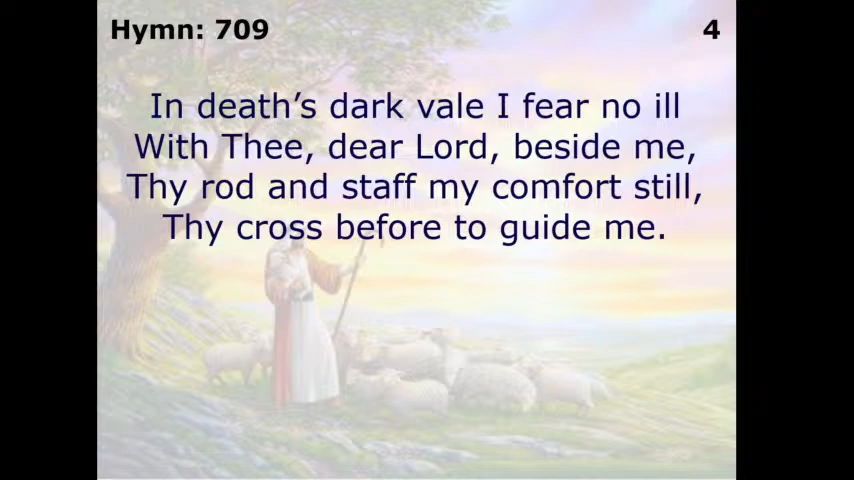 Hymn: 709
4
In death’s dark vale I fear no ill
With Thee, dear Lord, beside me,
Thy rod and staff my comfort still,
Thy cross before to guide me.